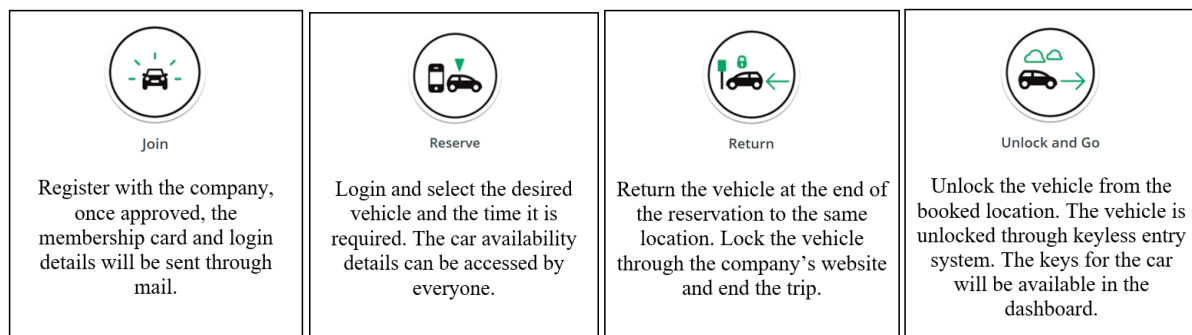 Join
Register with the company,
once approved, the
membership card and login
details will be sent through
mail.
Reserve
Login and select the desired
vehicle and the time it is
required. The car availability
details can be accessed by
everyone.
Return
Return the vehicle at the end of
the reservation to the same
location. Lock the vehicle
through the company's website
and end the trip.
Unlock and Go
Unlock the vehicle from the
booked location. The vehicle is
unlocked through keyless entry
system. The keys for the car
will be available in the
dashboard.